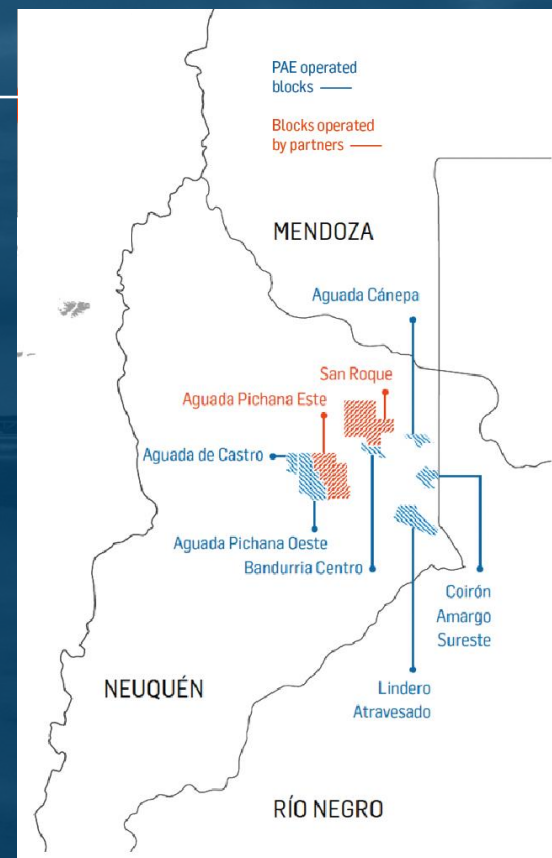 PAE operated
blocks
Blocks operated
by partners
MENDOZA
Aguada Cánepa
San Roque
Aguada Pichana Este
Aguada de Castro
Aguada Pichana Oeste
Bandurria Centro
Coirón
Amargo
Sureste
Lindero
Atravesado
NEUQUÉN
RÍO NEGRO